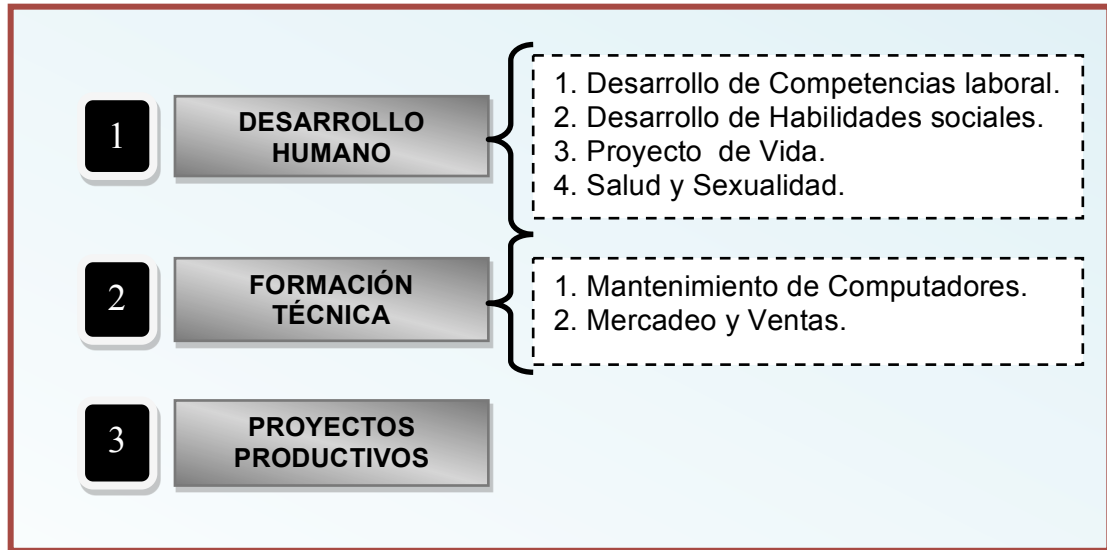 1
DESARROLLO
HUMANO
1. Desarrollo de Competencias laboral.
2. Desarrollo de Habilidades sociales.
3. Proyecto de Vida.
4. Salud y Sexualidad.
2
FORMACIÓN
TÉCNICA
1. Mantenimiento de Computadores.
2. Mercadeo y Ventas.
3
PROYECTOS
PRODUCTIVOS